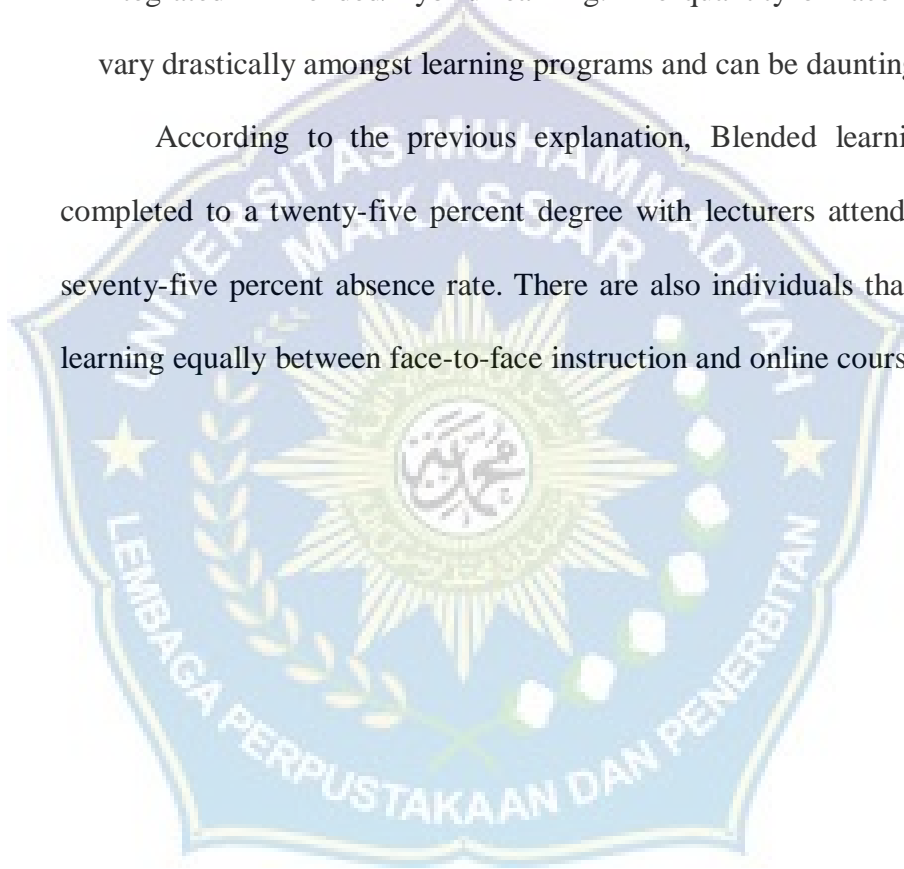 vary drastically amongst learning programs and can be daunting
According to the previous explanation, Blended learni
completed to a twenty-five percent degree with lecturers attend
seventy-five percent absence rate. There are also individuals tha
learning equally between face-to-face instruction and online cours
UNIVERSITAS MUHAMMADIYAH
MAKASSAR
LEMBAGA PERPUSTAKAAN DAN PENERBITAN